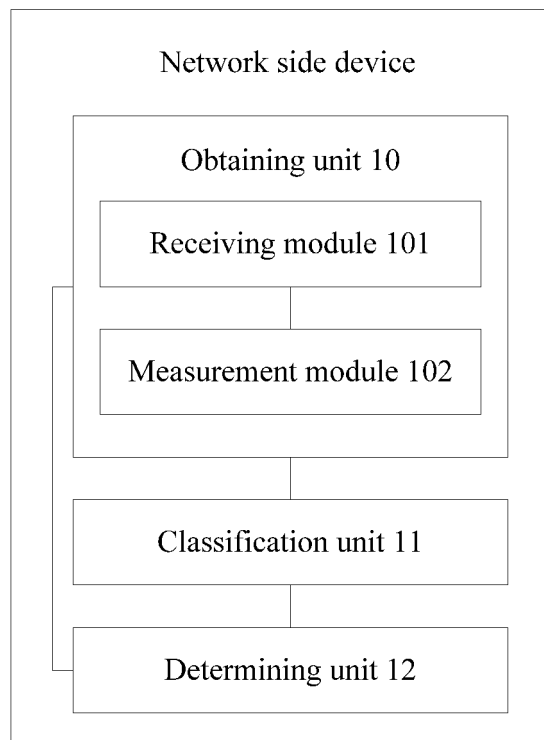 Network side device
Obtaining unit 10
Receiving module 101
Measurement module 102
Classification unit 11
Determining unit 12